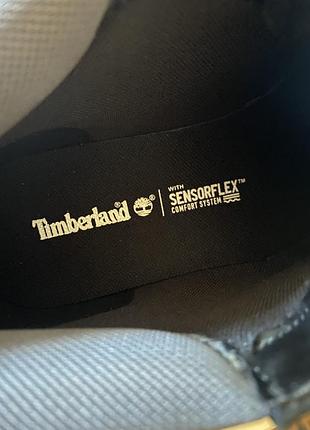 Timberland
WITH
SENSORFLEX™
COMFORT SYSTEM